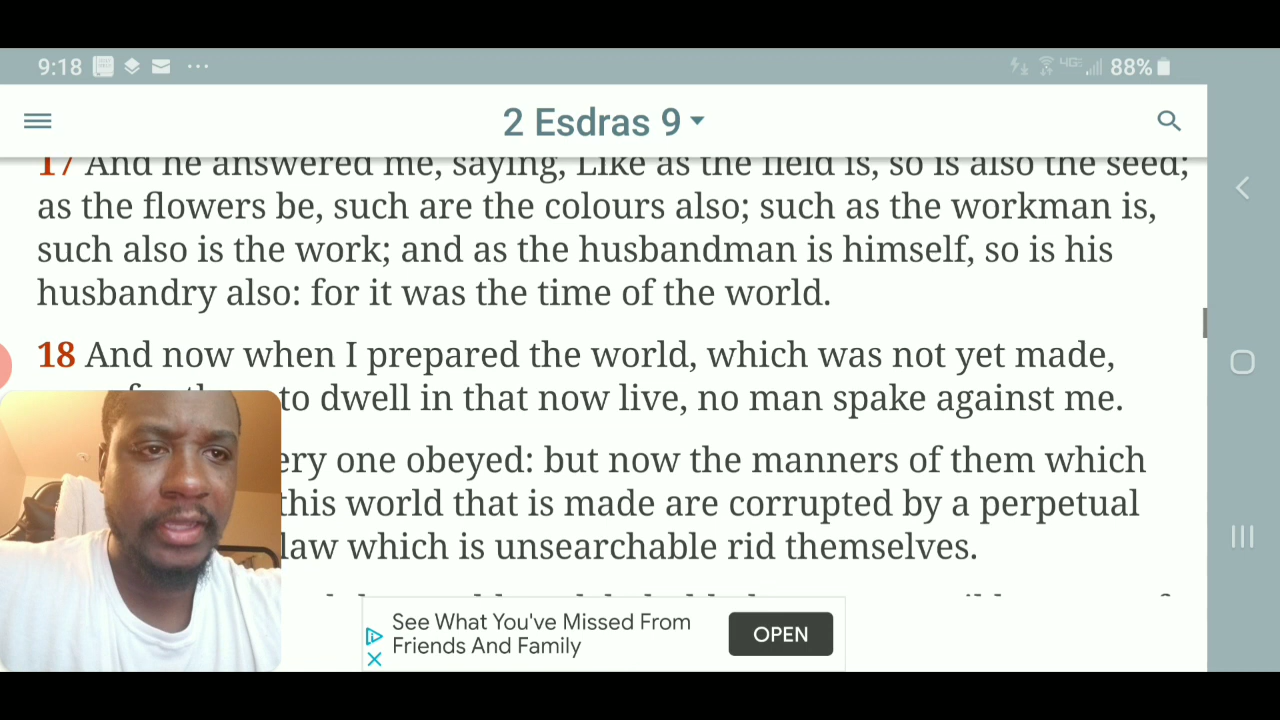 9:18
88%
2 Esdras 9
17 And he answered me, saying, Like as the field is, so is also the seed;
as the flowers be, such are the colours also; such as the workman is,
such also is the work; and as the husbandman is himself, so is his
husbandry also: for it was the time of the world.
18 And now when I prepared the world, which was not yet made,
to dwell in that now live, no man spake against me.
ery one obeyed: but now the manners of them which
this world that is made are corrupted by a perpetual
law which is unsearchable rid themselves.
See What You've Missed From
Friends And Family
OPEN